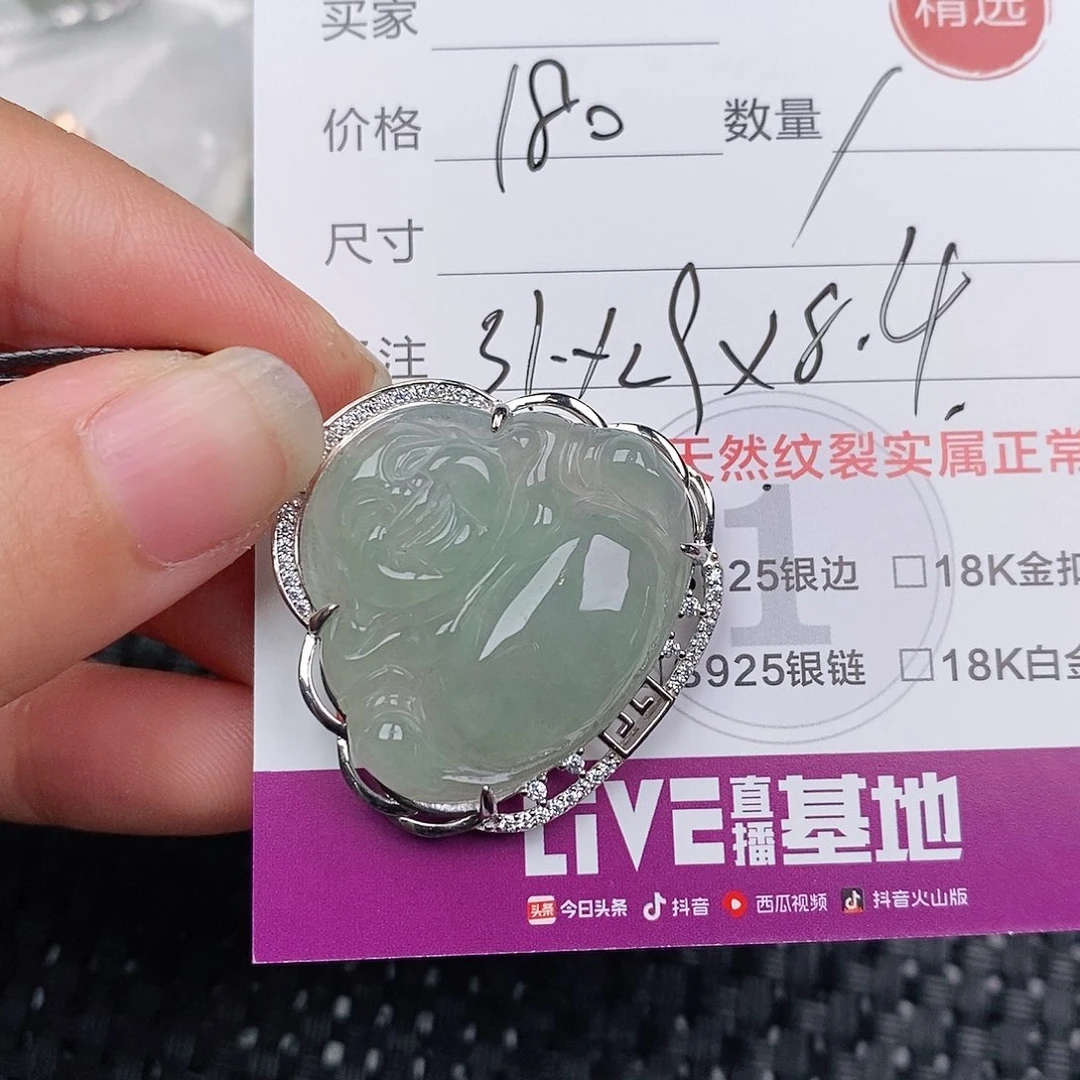 精选
买家
价格 180 数量 1
尺寸
注 31.+29×8.4
天然纹裂实属正常
1
925银边 □18K金扣
s925银链 □18K白金
LIVE直播基地
头条 今日头条 抖音 西瓜视频 抖音火山版